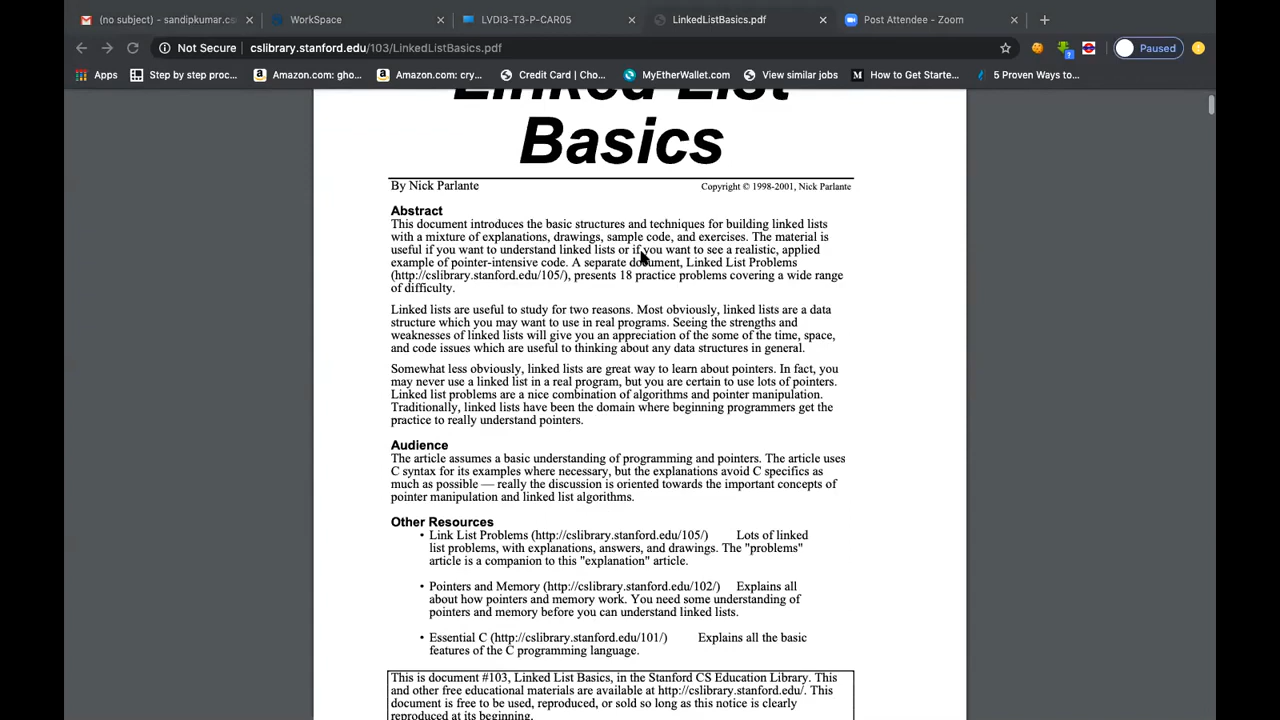 (no subject) - sandipkumar.cs
WorkSpace
LVDI3-T3-P-CAR05
LinkedListBasics.pdf
Post Attendee - Zoom
Not Secure
cslibrary.stanford.edu/103/LinkedListBasics.pdf
Paused
Apps
Step by step proc...
Amazon.com: gho...
Amazon.com: cry...
Credit Card | Cho...
MyEtherWallet.com
View similar jobs
How to Get Starte...
5 Proven Ways to...
Linked List
Basics
By Nick Parlante
Copyright © 1998-2001, Nick Parlante
Abstract
This document introduces the basic structures and techniques for building linked lists
with a mixture of explanations, drawings, sample code, and exercises. The material is
useful if you want to understand linked lists or if you want to see a realistic, applied
example of pointer-intensive code. A separate document, Linked List Problems
(http://cslibrary.stanford.edu/105/), presents 18 practice problems covering a wide range
of difficulty.
Linked lists are useful to study for two reasons. Most obviously, linked lists are a data
structure which you may want to use in real programs. Seeing the strengths and
weaknesses of linked lists will give you an appreciation of the some of the time, space,
and code issues which are useful to thinking about any data structures in general.
Somewhat less obviously, linked lists are great way to learn about pointers. In fact, you
may never use a linked list in a real program, but you are certain to use lots of pointers.
Linked list problems are a nice combination of algorithms and pointer manipulation.
Traditionally, linked lists have been the domain where beginning programmers get the
practice to really understand pointers.
Audience
The article assumes a basic understanding of programming and pointers. The article uses
C syntax for its examples where necessary, but the explanations avoid C specifics as
much as possible — really the discussion is oriented towards the important concepts of
pointer manipulation and linked list algorithms.
Other Resources
• Link List Problems (http://cslibrary.stanford.edu/105/) Lots of linked
list problems, with explanations, answers, and drawings. The "problems"
article is a companion to this "explanation" article.
• Pointers and Memory (http://cslibrary.stanford.edu/102/) Explains all
about how pointers and memory work. You need some understanding of
pointers and memory before you can understand linked lists.
• Essential C (http://cslibrary.stanford.edu/101/) Explains all the basic
features of the C programming language.
This is document #103, Linked List Basics, in the Stanford CS Education Library. This
and other free educational materials are available at http://cslibrary.stanford.edu/. This
document is free to be used, reproduced, or sold so long as this notice is clearly
reproduced at its beginning.